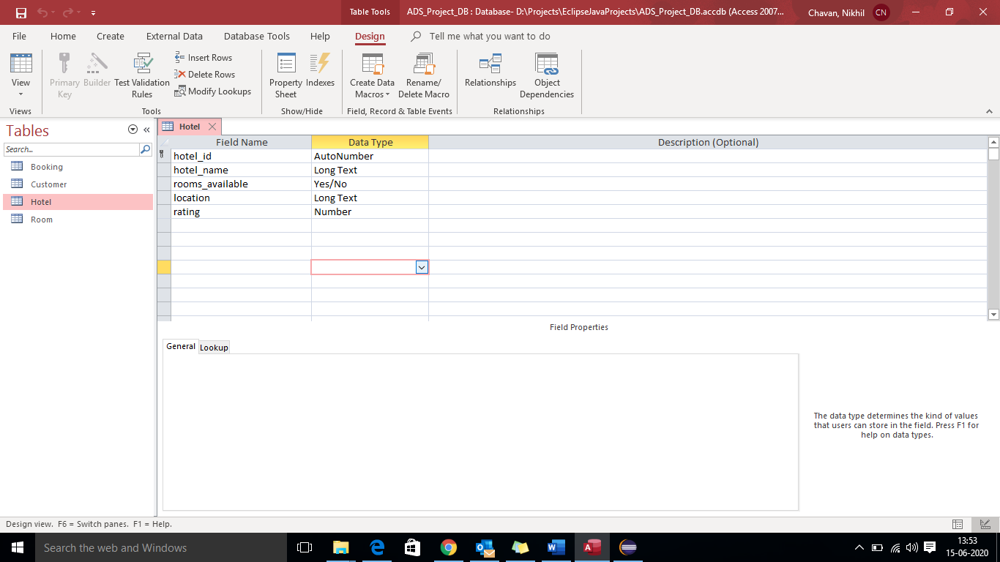 Table Tools
ADS_Project_DB : Database- D:\Projects\EclipseJavaProjects\ADS_Project_DB.accdb (Access 2007...
Chavan, Nikhil
CN
File Home Create External Data Database Tools Help Design Tell me what you want to do
View
Primary Key
Builder
Test Validation Rules
Insert Rows
Delete Rows
Modify Lookups
Property Sheet
Indexes
Create Data Macros
Rename/ Delete Macro
Relationships
Object Dependencies
Views Tools Show/Hide Field, Record & Table Events Relationships
Tables
Search...
Booking
Customer
Hotel
Room
Hotel
Field Name Data Type Description (Optional)
hotel_id AutoNumber
hotel_name Long Text
rooms_available Yes/No
location Long Text
rating Number
Field Properties
General Lookup
The data type determines the kind of values
that users can store in the field. Press F1 for
help on data types.
Design view. F6 = Switch panes. F1 = Help.
Search the web and Windows
13:53
15-06-2020